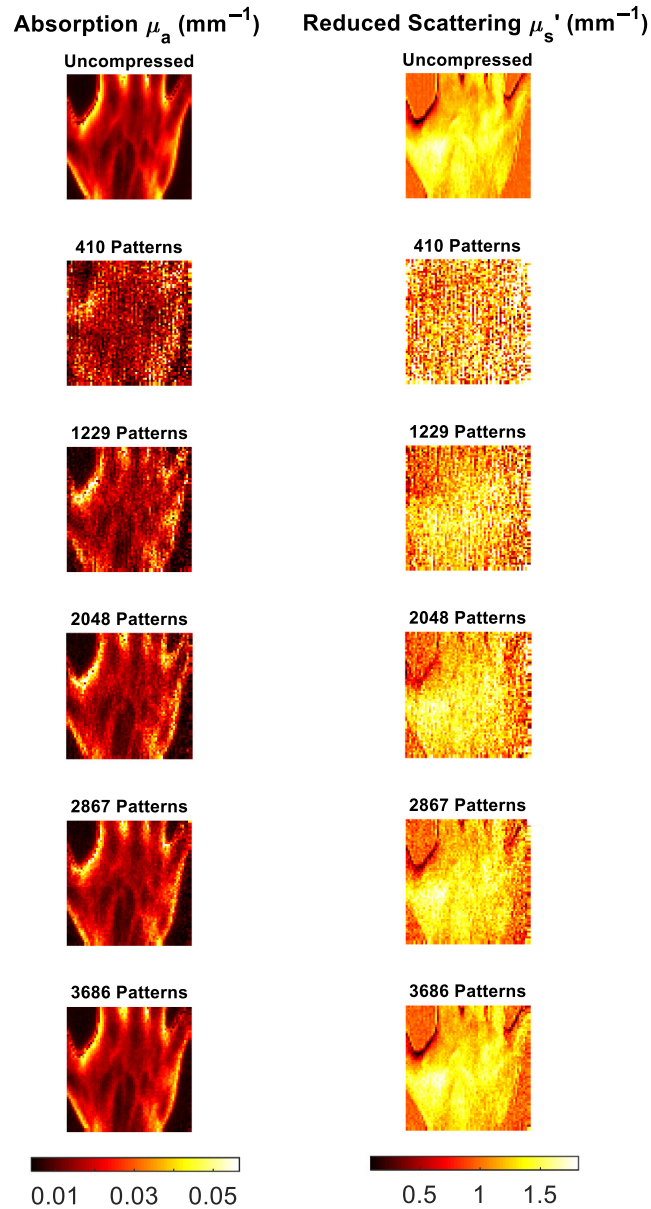 Absorption μa (mm−1) Reduced Scattering μs' (mm−1)
Uncompressed Uncompressed
410 Patterns 410 Patterns
1229 Patterns 1229 Patterns
2048 Patterns 2048 Patterns
2867 Patterns 2867 Patterns
3686 Patterns 3686 Patterns
0.01 0.03 0.05 0.5 1 1.5